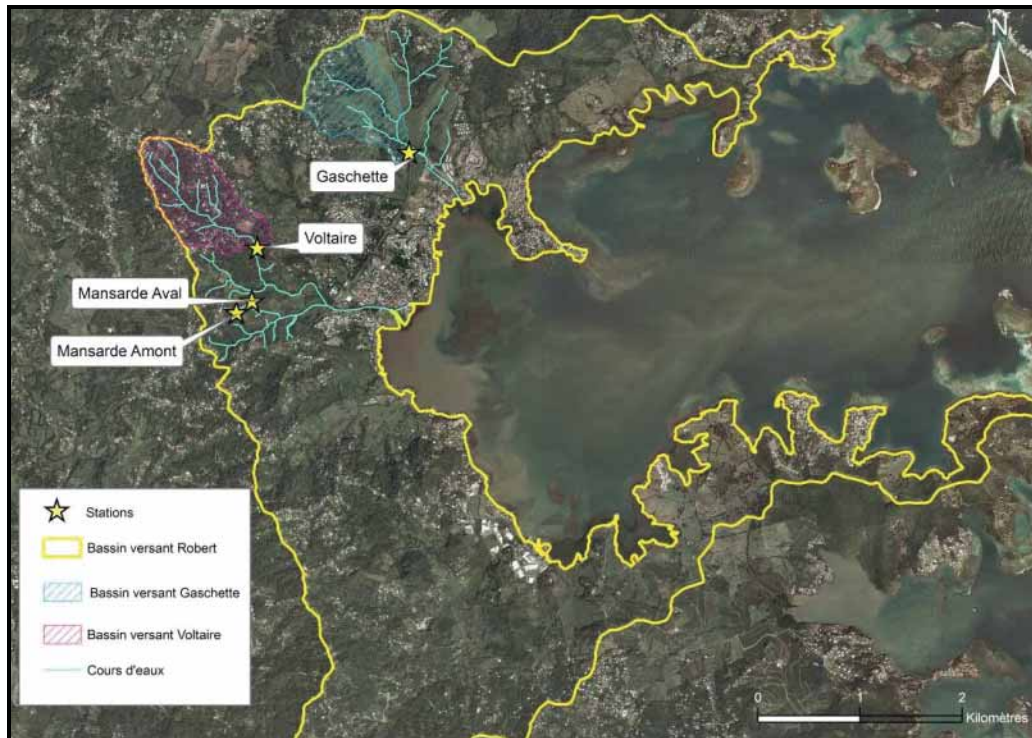 N
Gaschette
Voltaire
Mansarde Aval
Mansarde Amont
Stations
Bassin versant Robert
Bassin versant Gaschette
Bassin versant Voltaire
Cours d'eaux
0 1 2
Kilomètres